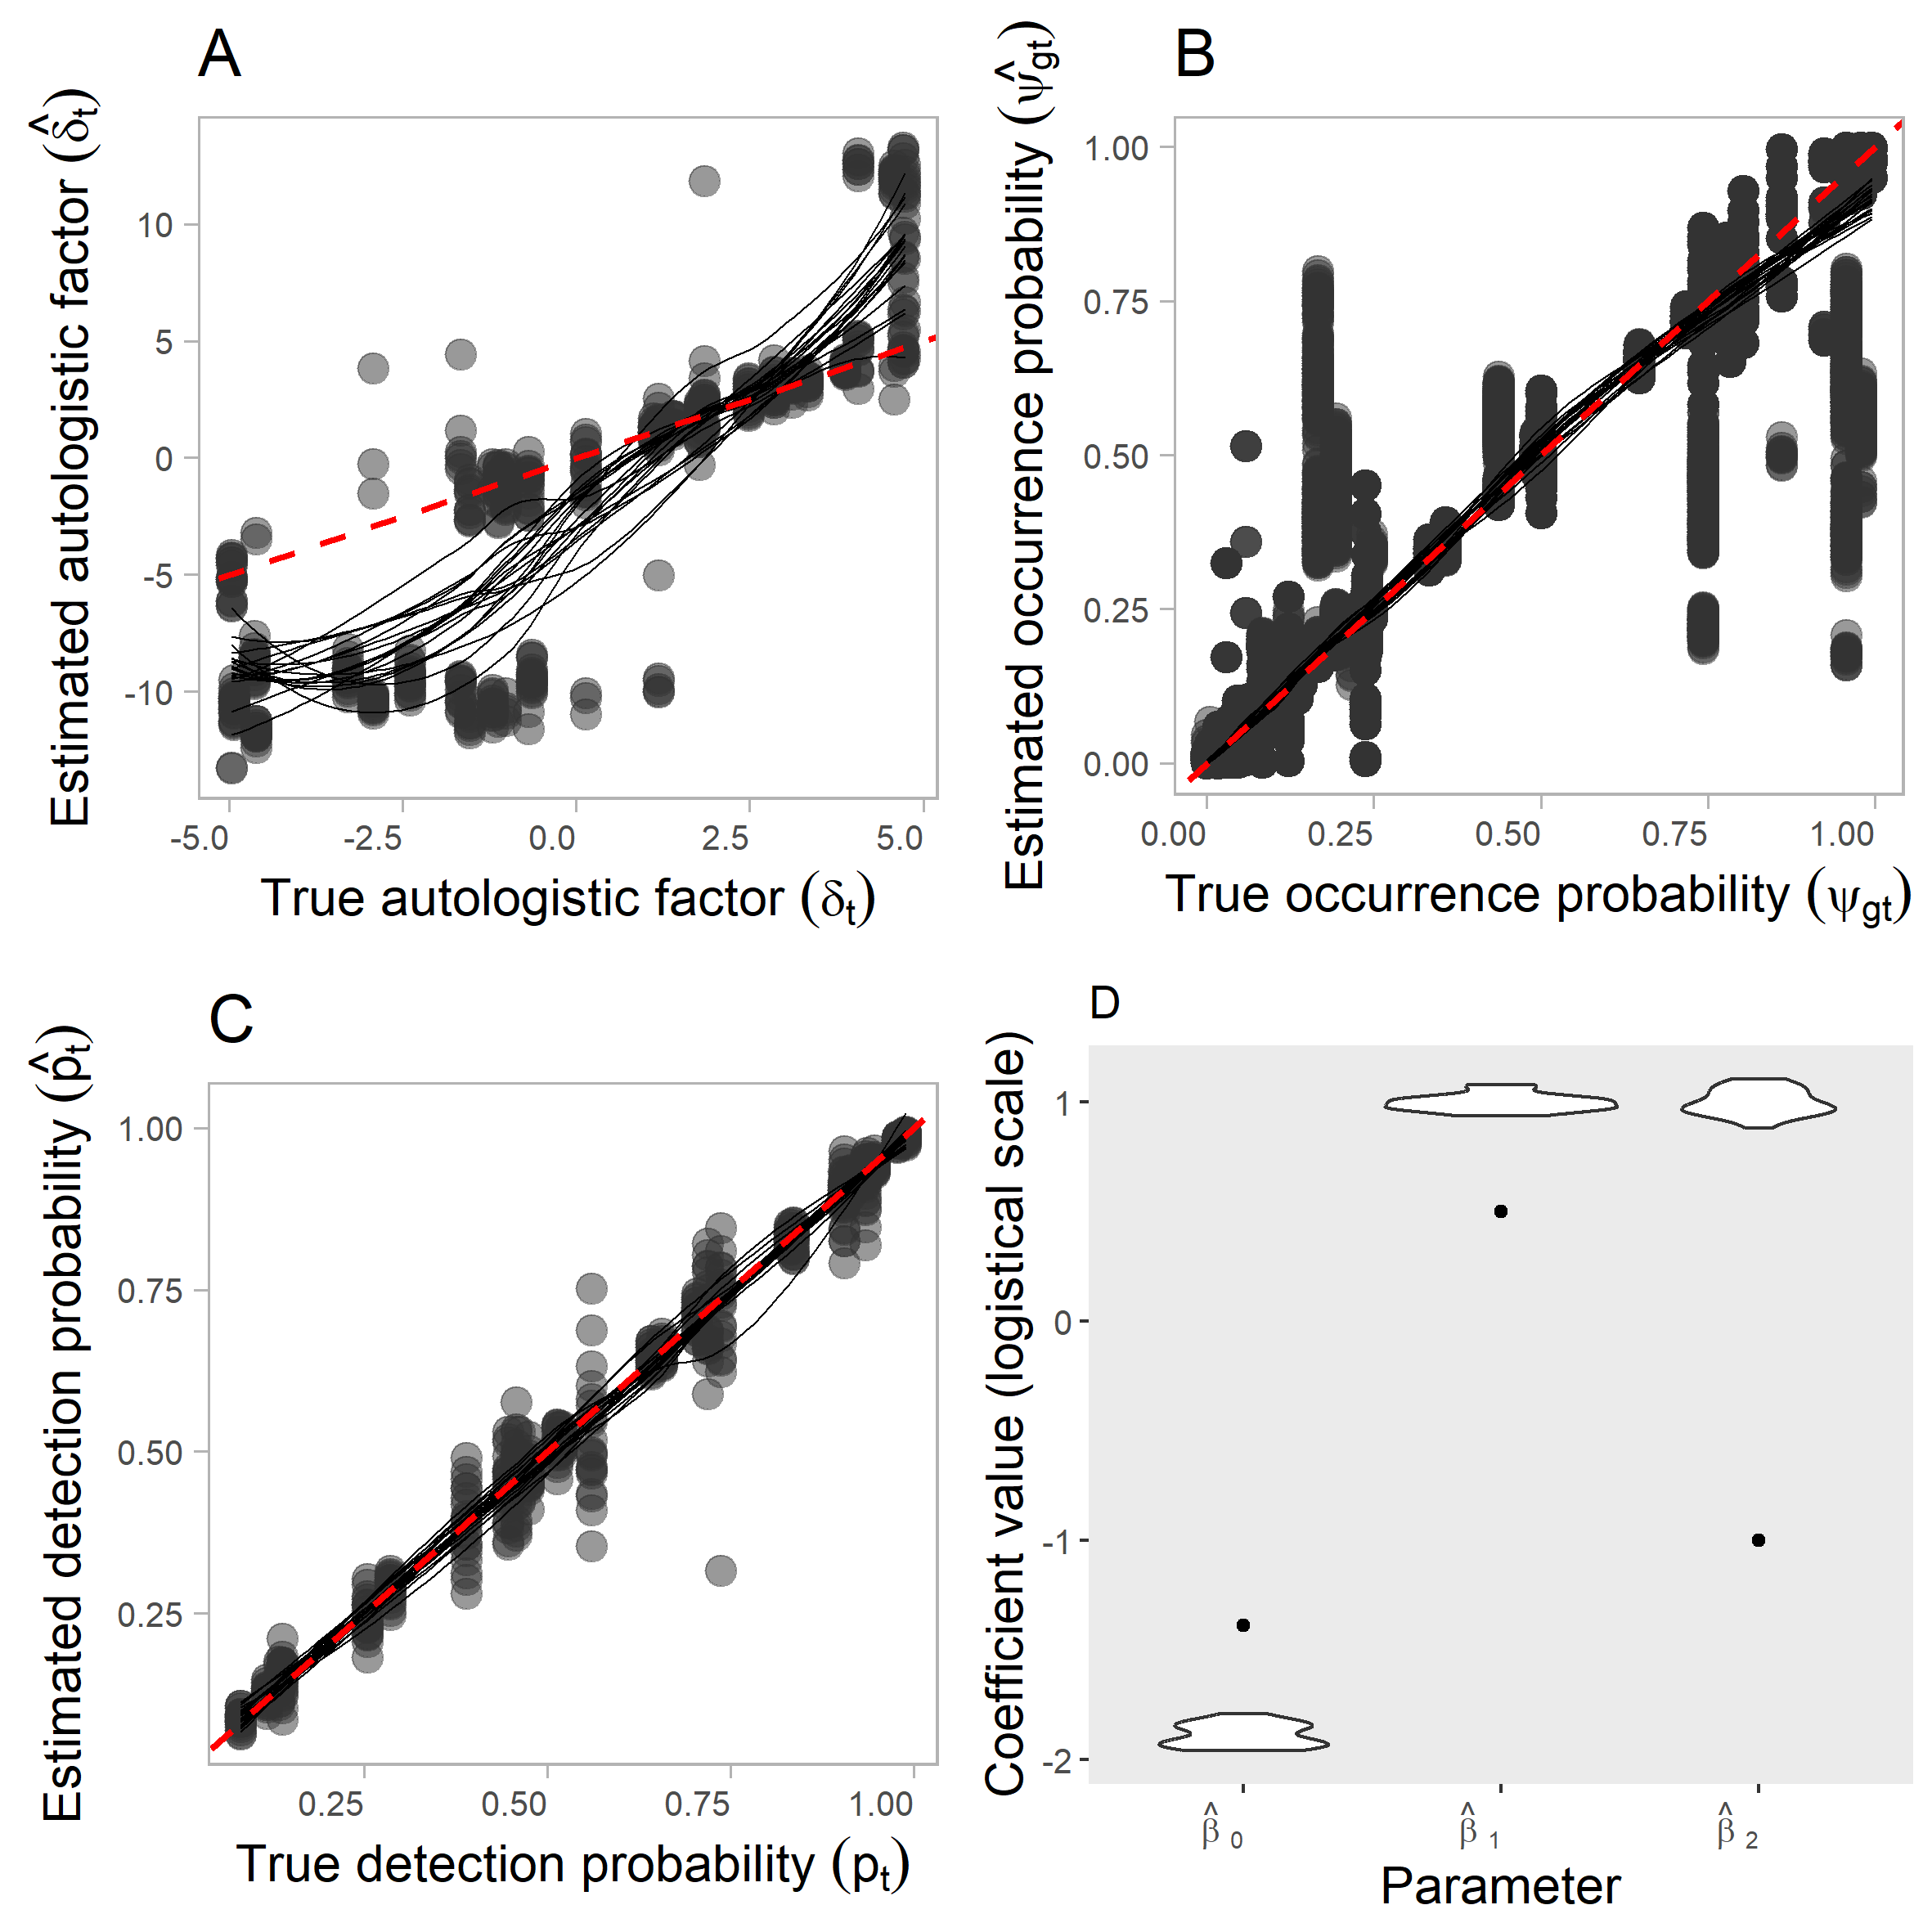 A
Estimated autologistic factor (δ̂t)
10
5
0
-5
-10
-5.0 -2.5 0.0 2.5 5.0
True autologistic factor (δt)
B
Estimated occurrence probability (ψ̂gt)
1.00
0.75
0.50
0.25
0.00
0.00 0.25 0.50 0.75 1.00
True occurrence probability (ψgt)
C
Estimated detection probability (p̂t)
1.00
0.75
0.50
0.25
0.25 0.50 0.75 1.00
True detection probability (pt)
D
Coefficient value (logistical scale)
1
0
-1
-2
β̂ 0 β̂ 1 β̂ 2
Parameter